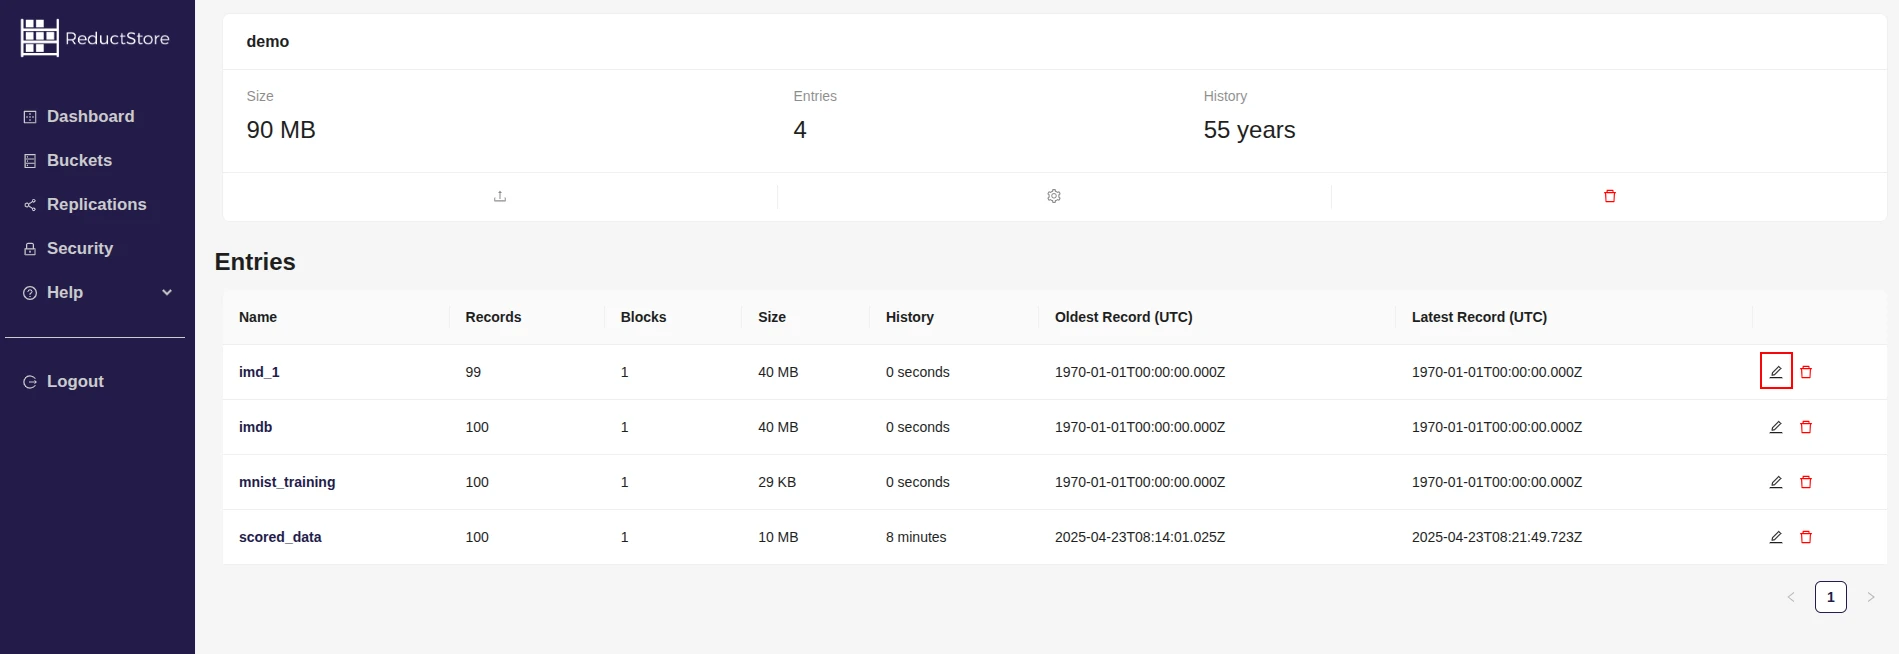 ReductStore
Dashboard
Buckets
Replications
Security
Help
Logout
demo
Size Entries History
90 MB 4 55 years
Entries
Name Records Blocks Size History Oldest Record (UTC) Latest Record (UTC)
imd_1 99 1 40 MB 0 seconds 1970-01-01T00:00:00.000Z 1970-01-01T00:00:00.000Z
imdb 100 1 40 MB 0 seconds 1970-01-01T00:00:00.000Z 1970-01-01T00:00:00.000Z
mnist_training 100 1 29 KB 0 seconds 1970-01-01T00:00:00.000Z 1970-01-01T00:00:00.000Z
scored_data 100 1 10 MB 8 minutes 2025-04-23T08:14:01.025Z 2025-04-23T08:21:49.723Z
< 1 >